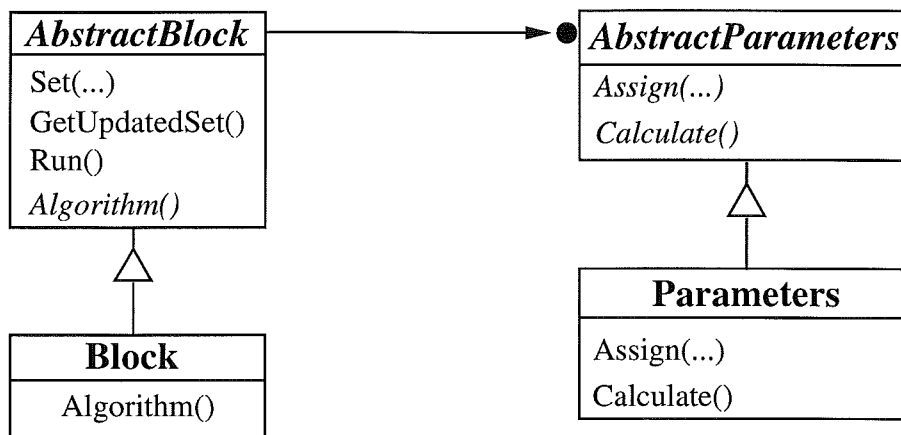 AbstractBlock
Set(...)
GetUpdatedSet()
Run()
Algorithm()
Block
Algorithm()
AbstractParameters
Assign(...)
Calculate()
Parameters
Assign(...)
Calculate()